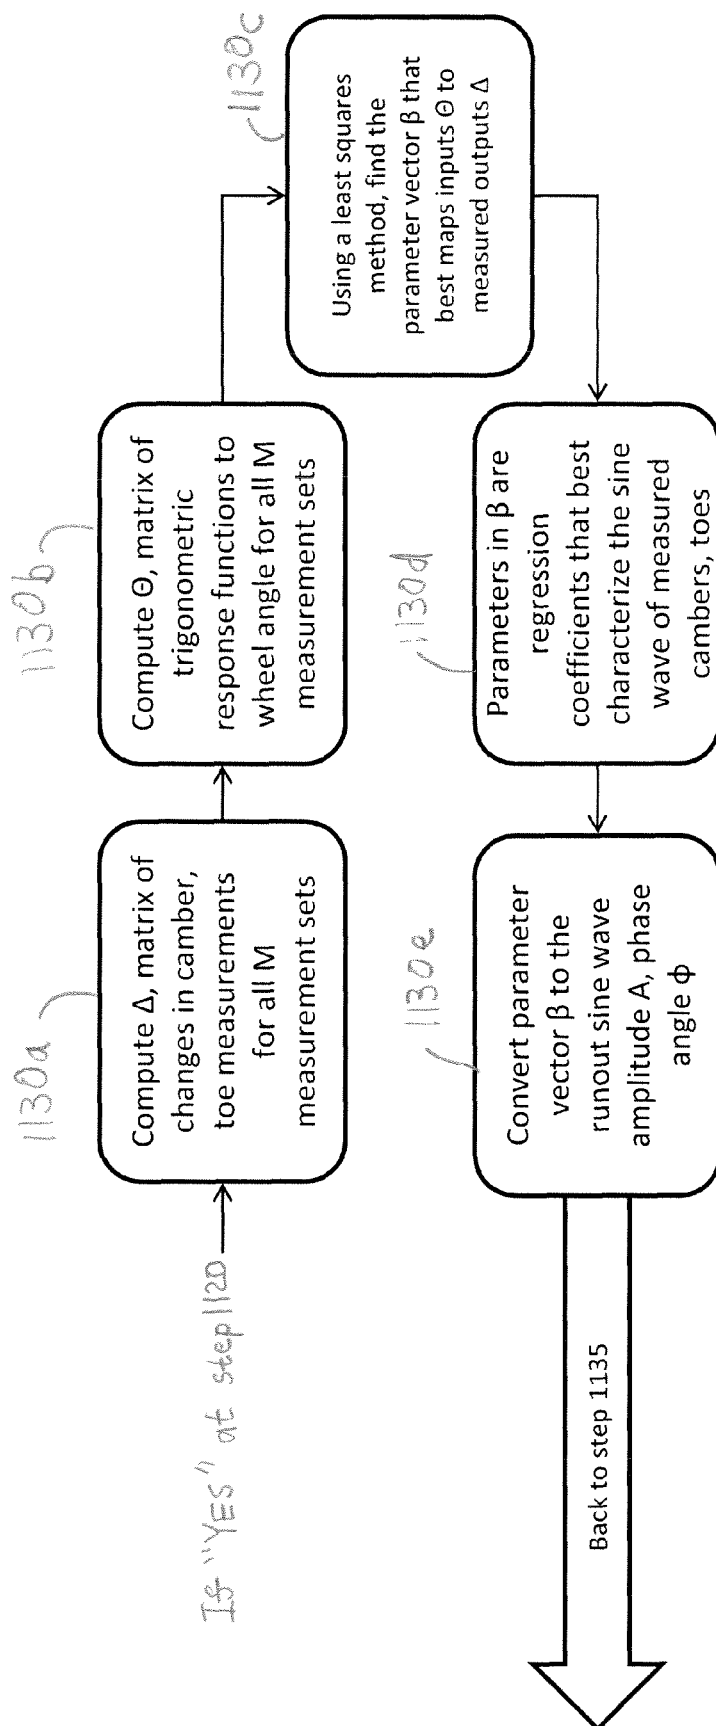 If "YES" at step 1120
1130a
Compute Δ, matrix of
changes in camber,
toe measurements
for all M
measurement sets
1130b
Compute Θ, matrix of
trigonometric
response functions to
wheel angle for all M
measurement sets
1130c
Using a least squares
method, find the
parameter vector β that
best maps inputs Θ to
measured outputs Δ
1130d
Parameters in β are
regression
coefficients that best
characterize the sine
wave of measured
cambers, toes
1130e
Convert parameter
vector β to the
runout sine wave
amplitude A, phase
angle ϕ
Back to step 1135